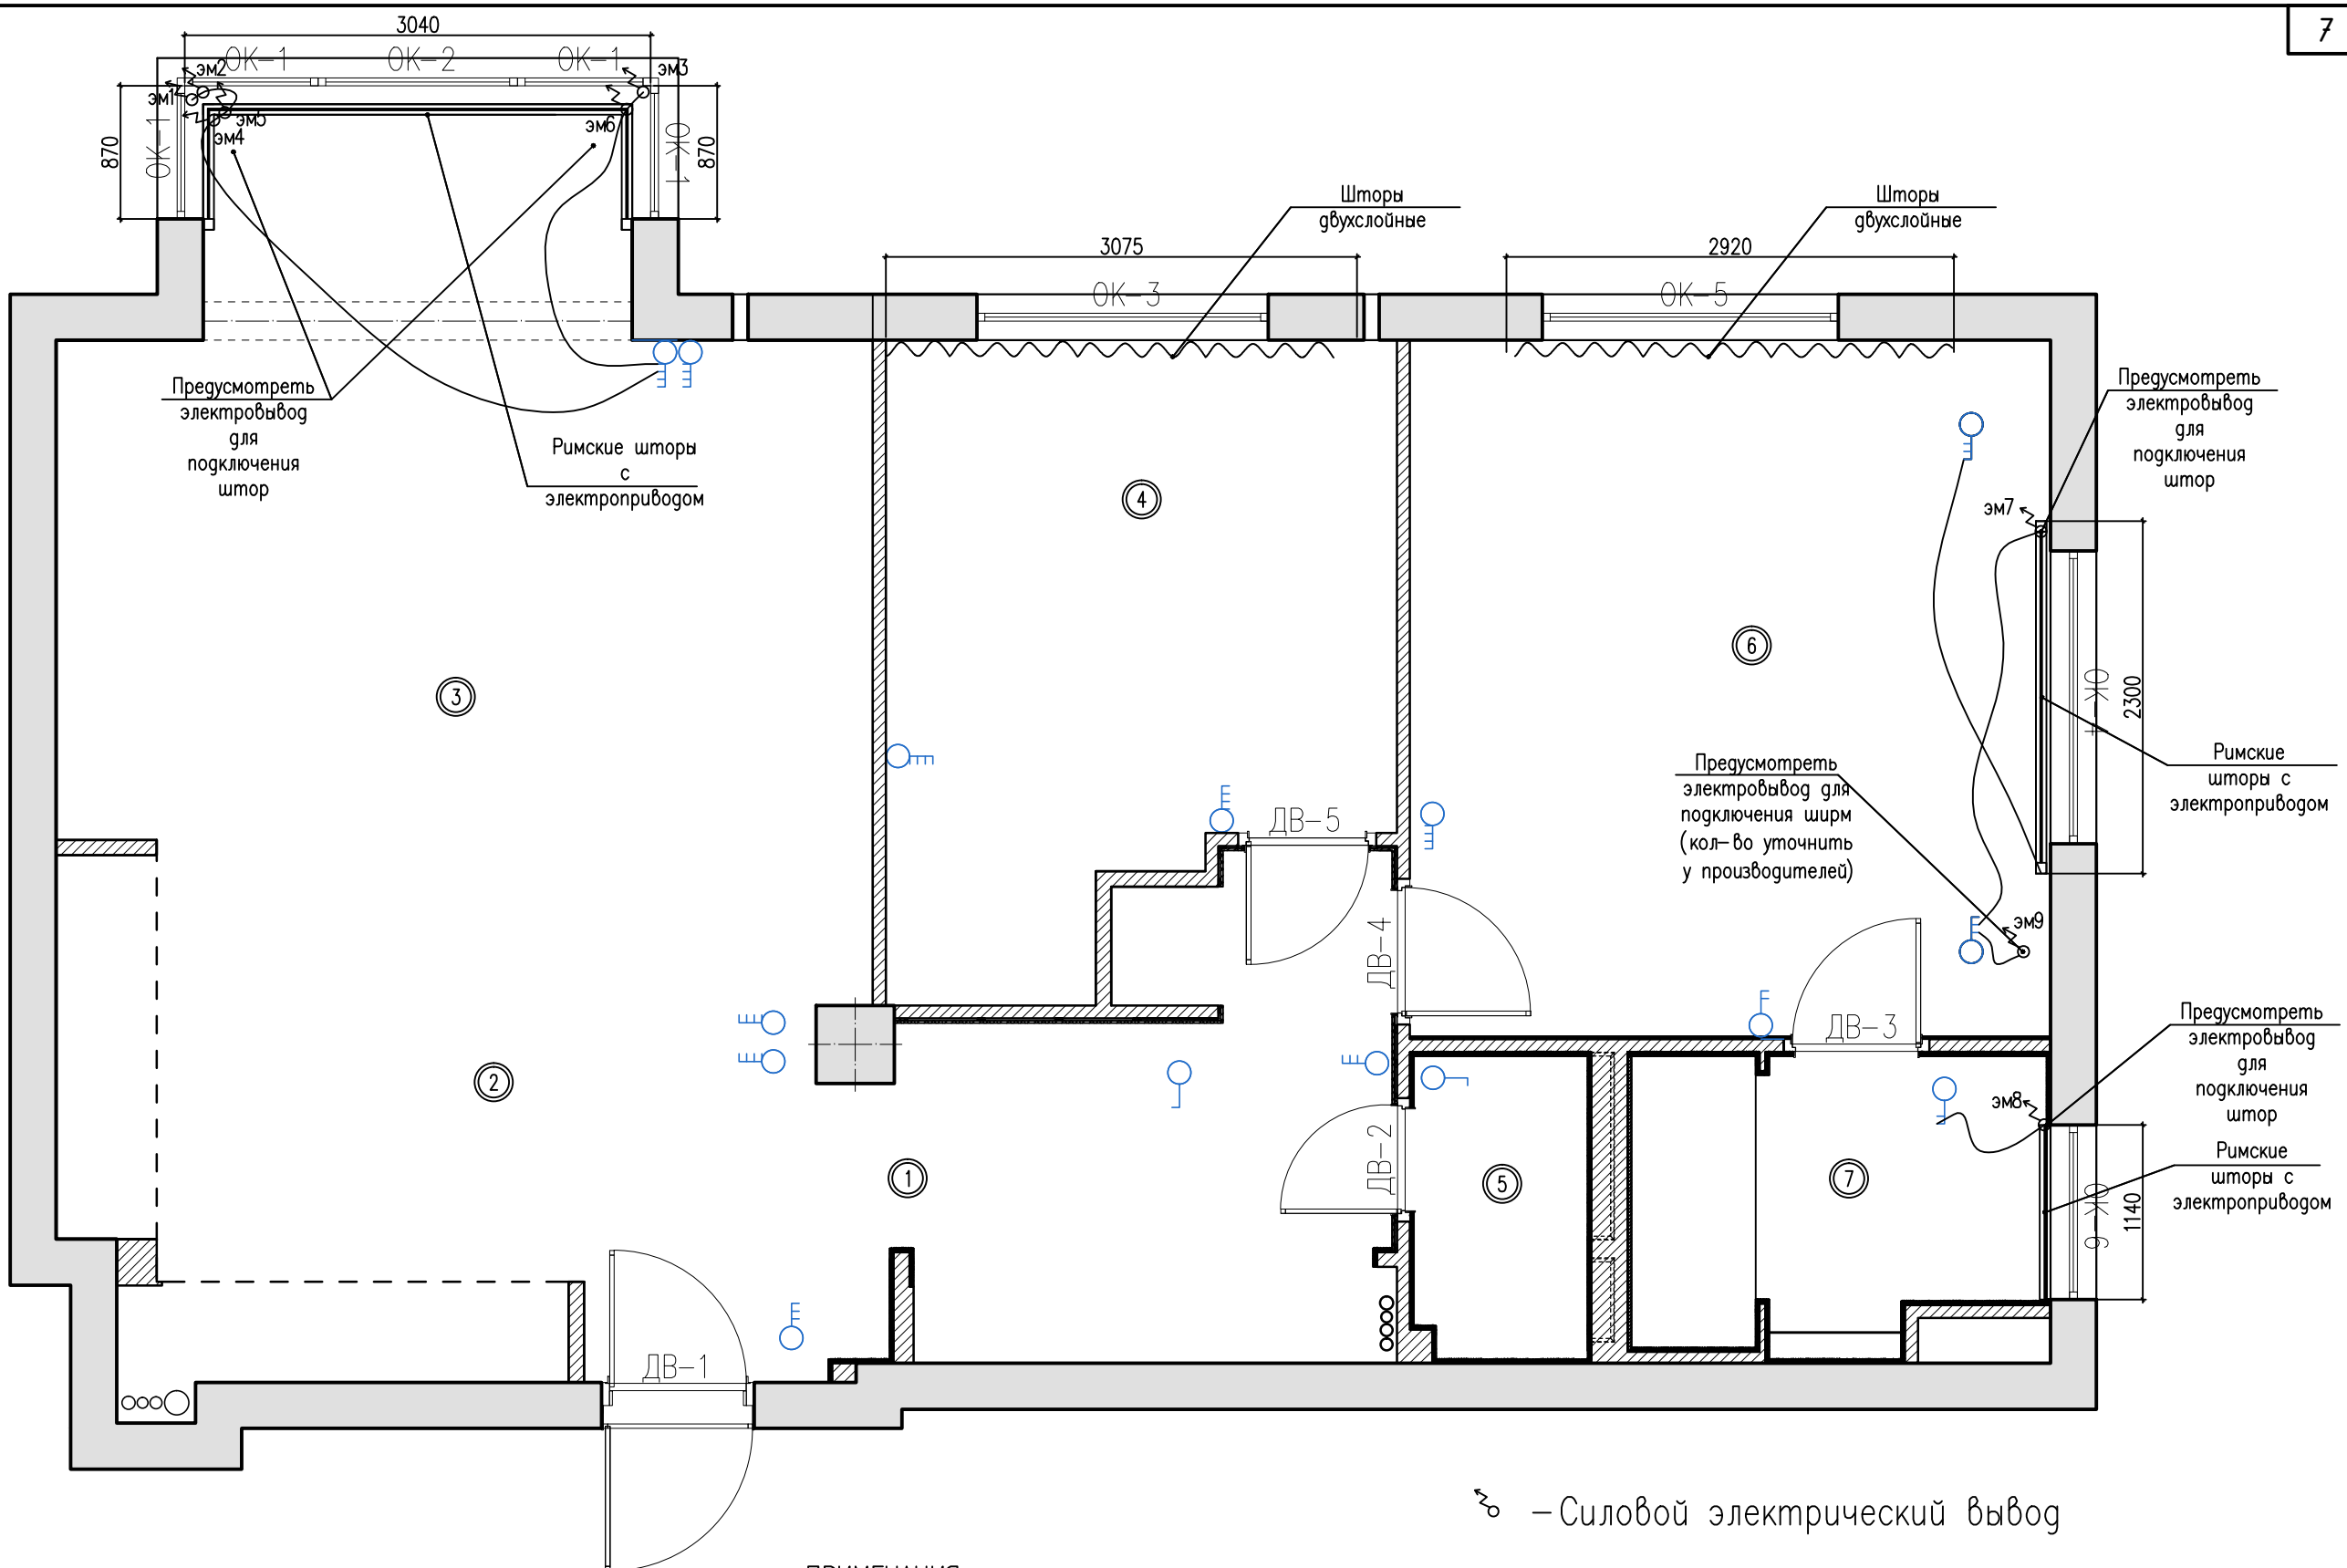 7
3040
ОК-1
ОК-2
ОК-1
эм2
эм3
эм1
эм5
эм4
эм6
870
ОК-1
ОК-1
870
Шторы
двухслойные
Шторы
двухслойные
3075
2920
ОК-3
ОК-5
Предусмотреть
электровывод
для
подключения
штор
Римские шторы
с
электроприводом
Предусмотреть
электровывод
для
подключения
штор
4
эм7
6
3
ОК-4
2300
Римские
шторы с
электроприводом
Предусмотреть
электровывод для
подключения ширм
(кол-во уточнить
у производителей)
ДВ-5
ДВ-4
эм9
ДВ-3
Предусмотреть
электровывод
для
подключения
штор
2
эм8
ДВ-2
1
5
7
Римские
шторы с
электроприводом
ОК-6
1140
ДВ-1
-Силовой электрический вывод
ПРИМЕЧАНИЯ